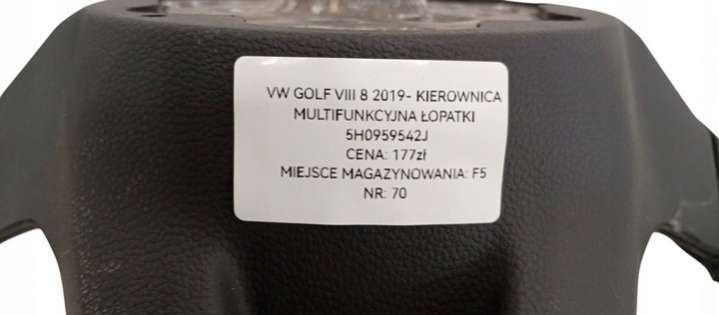 VW GOLF VIII 8 2019- KIEROWNICA
MULTIFUNKCYJNA ŁOPATKI
5H0959542J
CENA: 177zł
MIEJSCE MAGAZYNOWANIA: F5
NR: 70